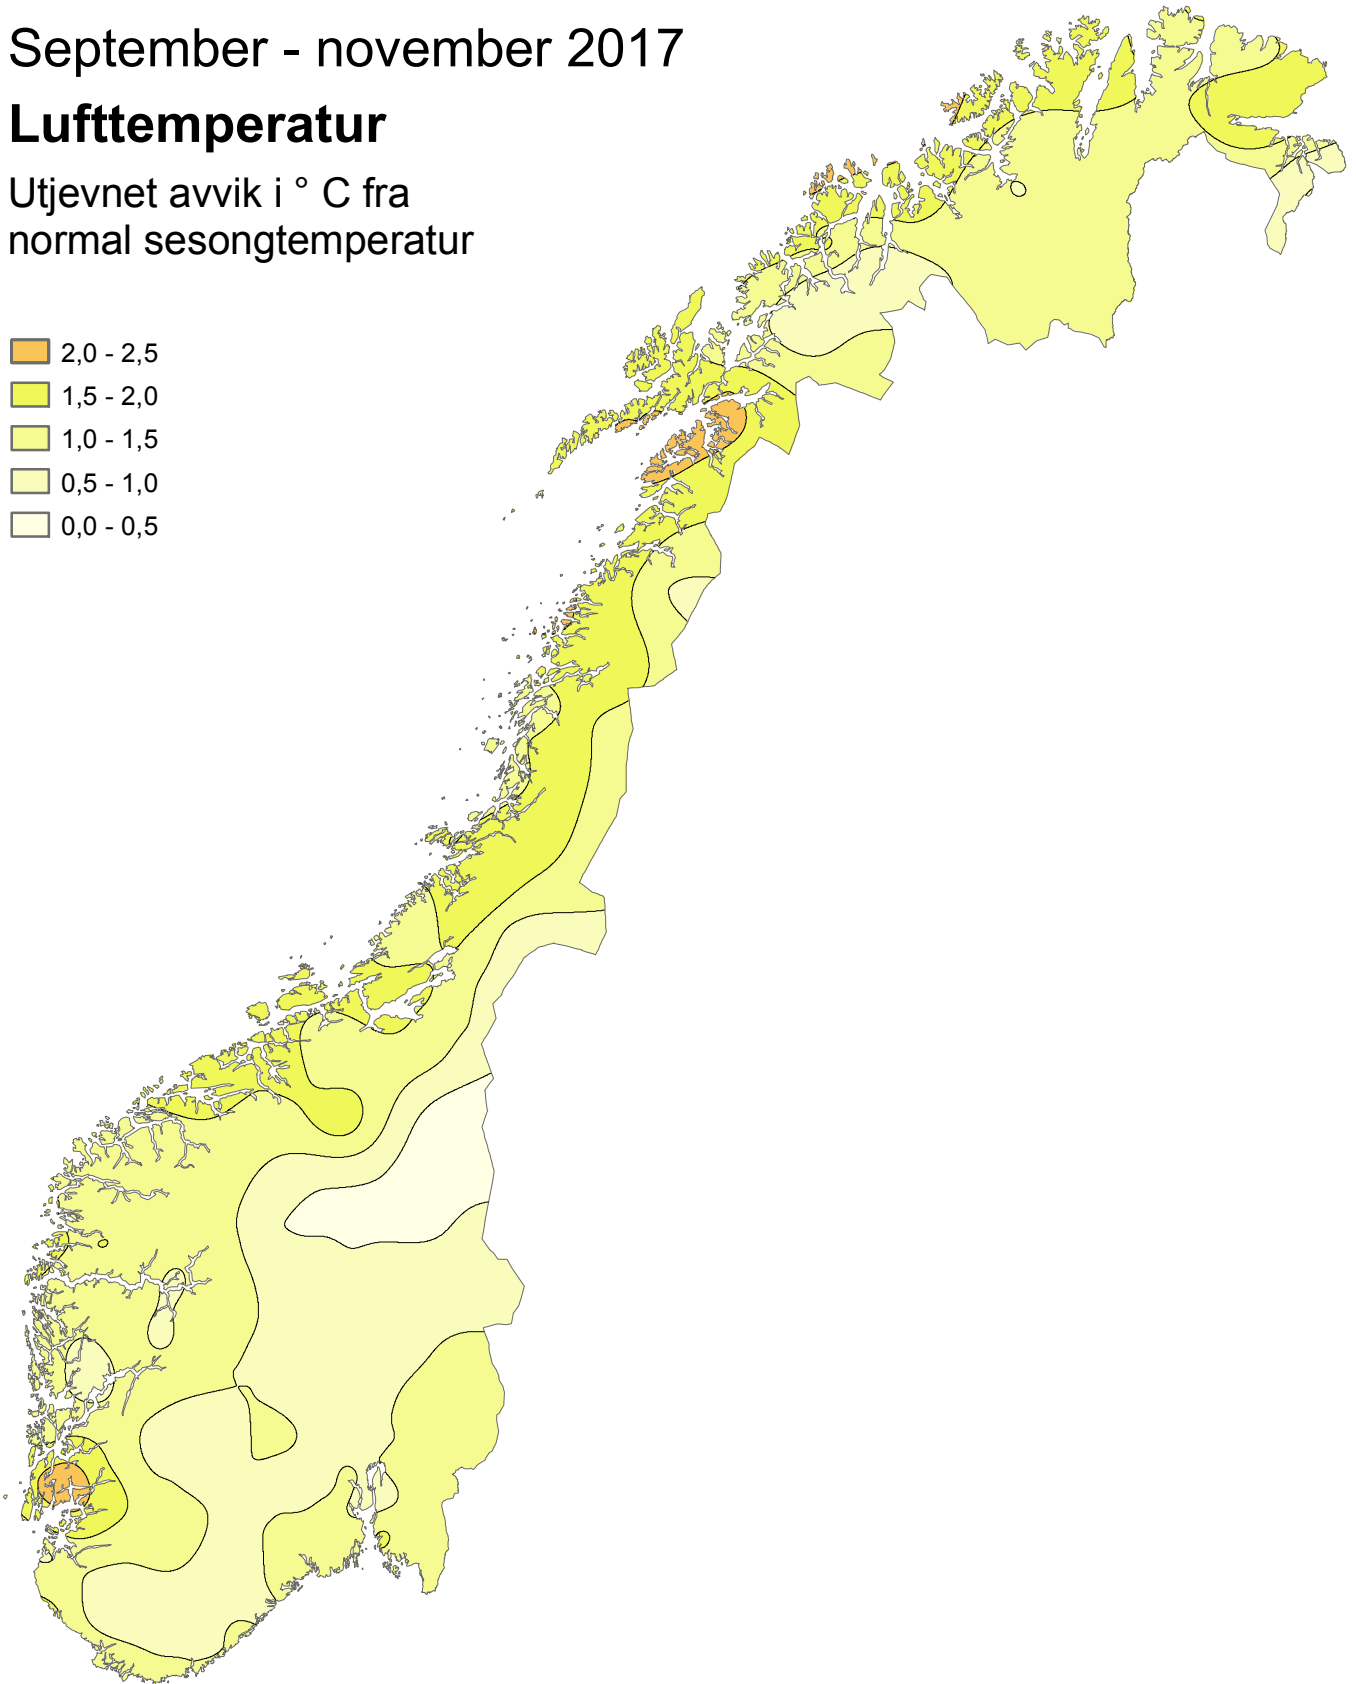 September - november 2017
Lufttemperatur
Utjevnet avvik i ° C fra
normal sesongtemperatur
2,0 - 2,5
1,5 - 2,0
1,0 - 1,5
0,5 - 1,0
0,0 - 0,5